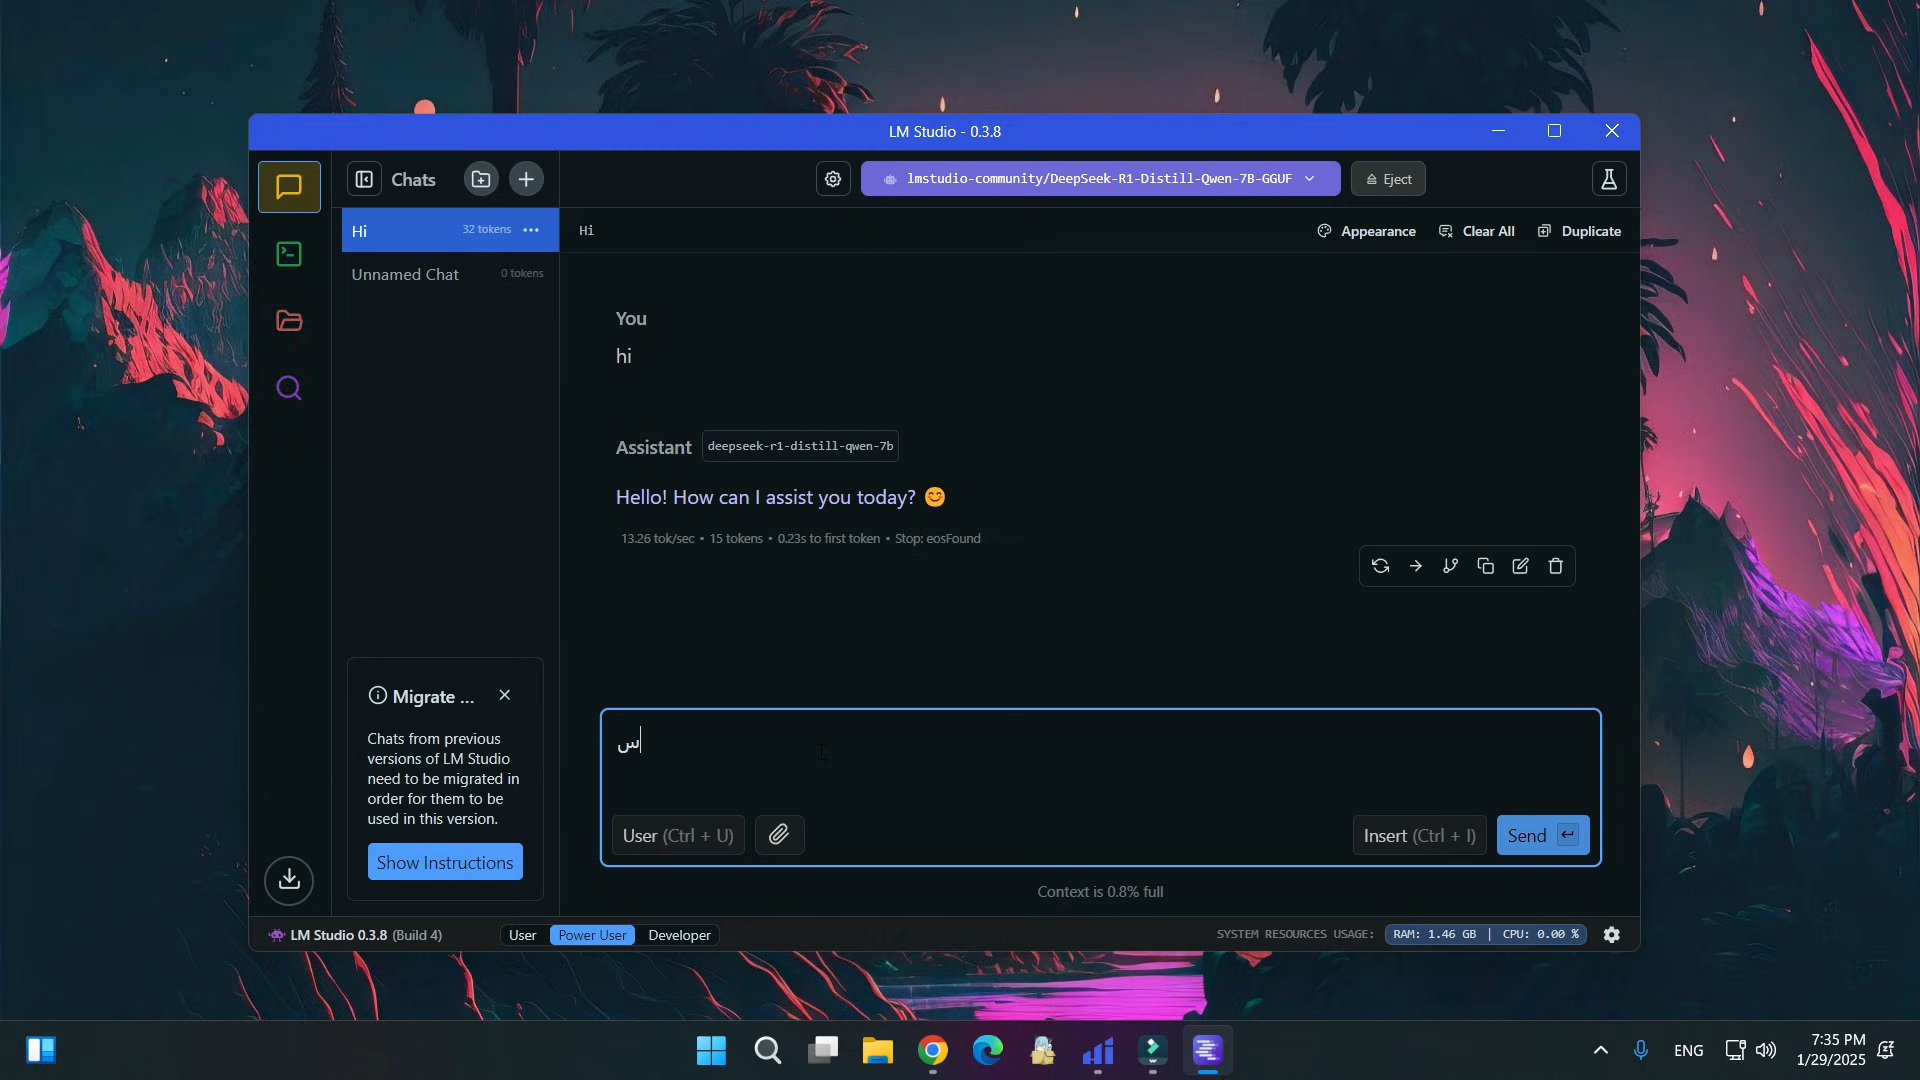 LM Studio - 0.3.8
Chats
lmstudio-community/DeepSeek-R1-Distill-Qwen-7B-GGUF
Eject
Hi 32 tokens
Hi
Appearance
Clear All
Duplicate
Unnamed Chat 0 tokens
You
hi
Assistant deepseek-r1-distill-qwen-7b
Hello! How can I assist you today? 😊
13.26 tok/sec • 15 tokens • 0.23s to first token • Stop: eosFound
Migrate ...
Chats from previous
versions of LM Studio
need to be migrated in
order for them to be
used in this version.
Show Instructions
س
User (Ctrl + U)
Insert (Ctrl + I)
Send
Context is 0.8% full
LM Studio 0.3.8 (Build 4)
User
Power User
Developer
SYSTEM RESOURCES USAGE: RAM: 1.46 GB | CPU: 0.00 %
ENG
7:35 PM
1/29/2025